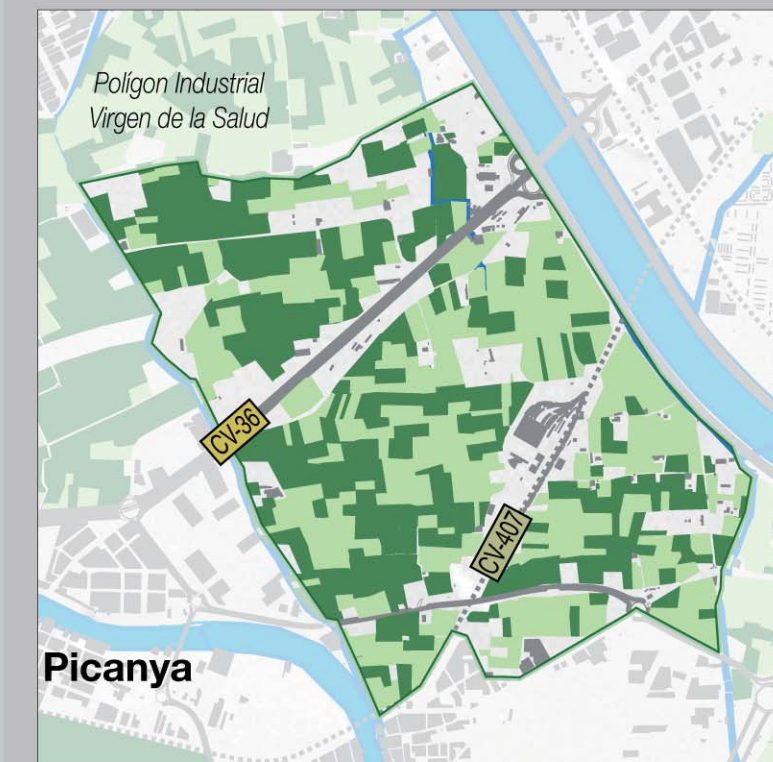 Polígon Industrial
Virgen de la Salud
CV-36
CV-407
Picanya